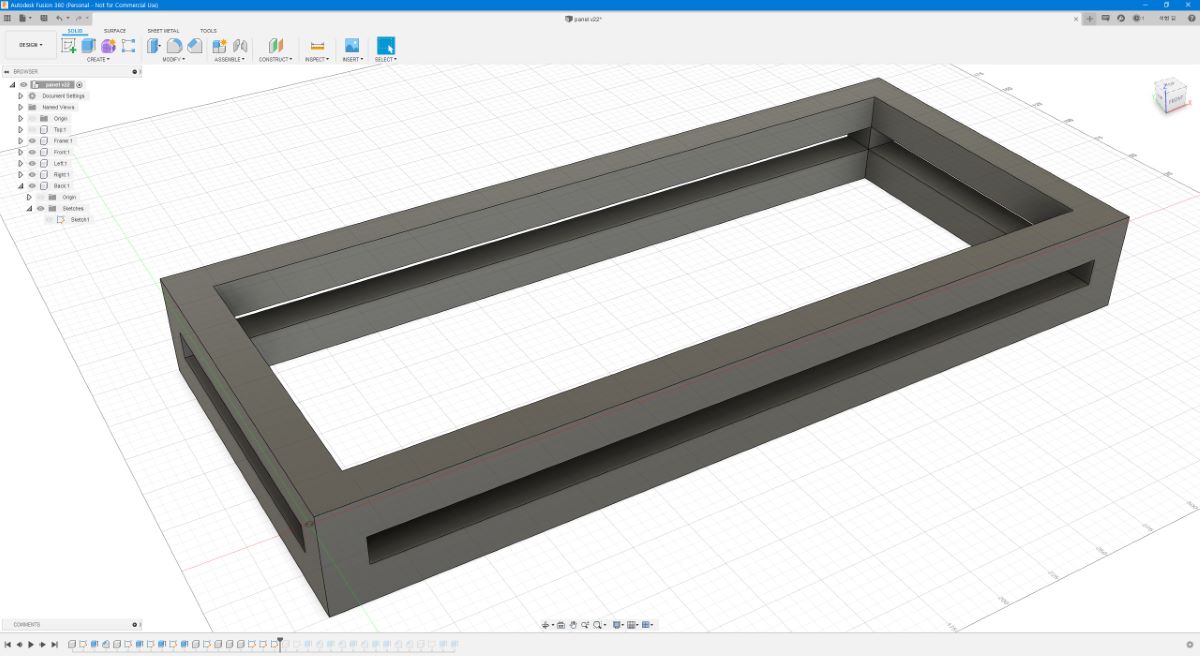 Autodesk Fusion 360 (Personal - Not for Commercial Use)
panel v22*
SOLID SURFACE SHEET METAL TOOLS
DESIGN
CREATE MODIFY ASSEMBLE CONSTRUCT INSPECT INSERT SELECT
BROWSER
panel v22
Document Settings
Named Views
Origin
Top:1
Frame:1
Front:1
Left:1
Right:1
Back:1
Origin
Sketches
Sketch1
FRONT
Z
X
COMMENTS